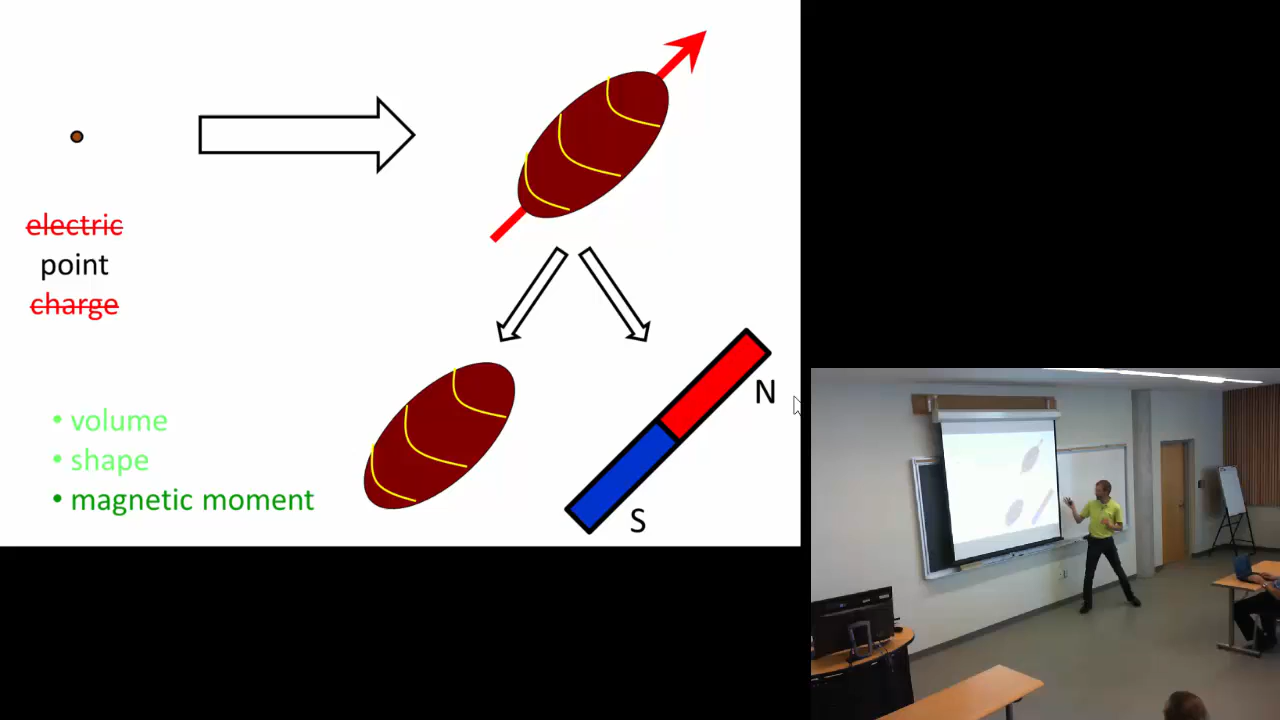 electric
point
charge
• volume
• shape
• magnetic moment
N
S